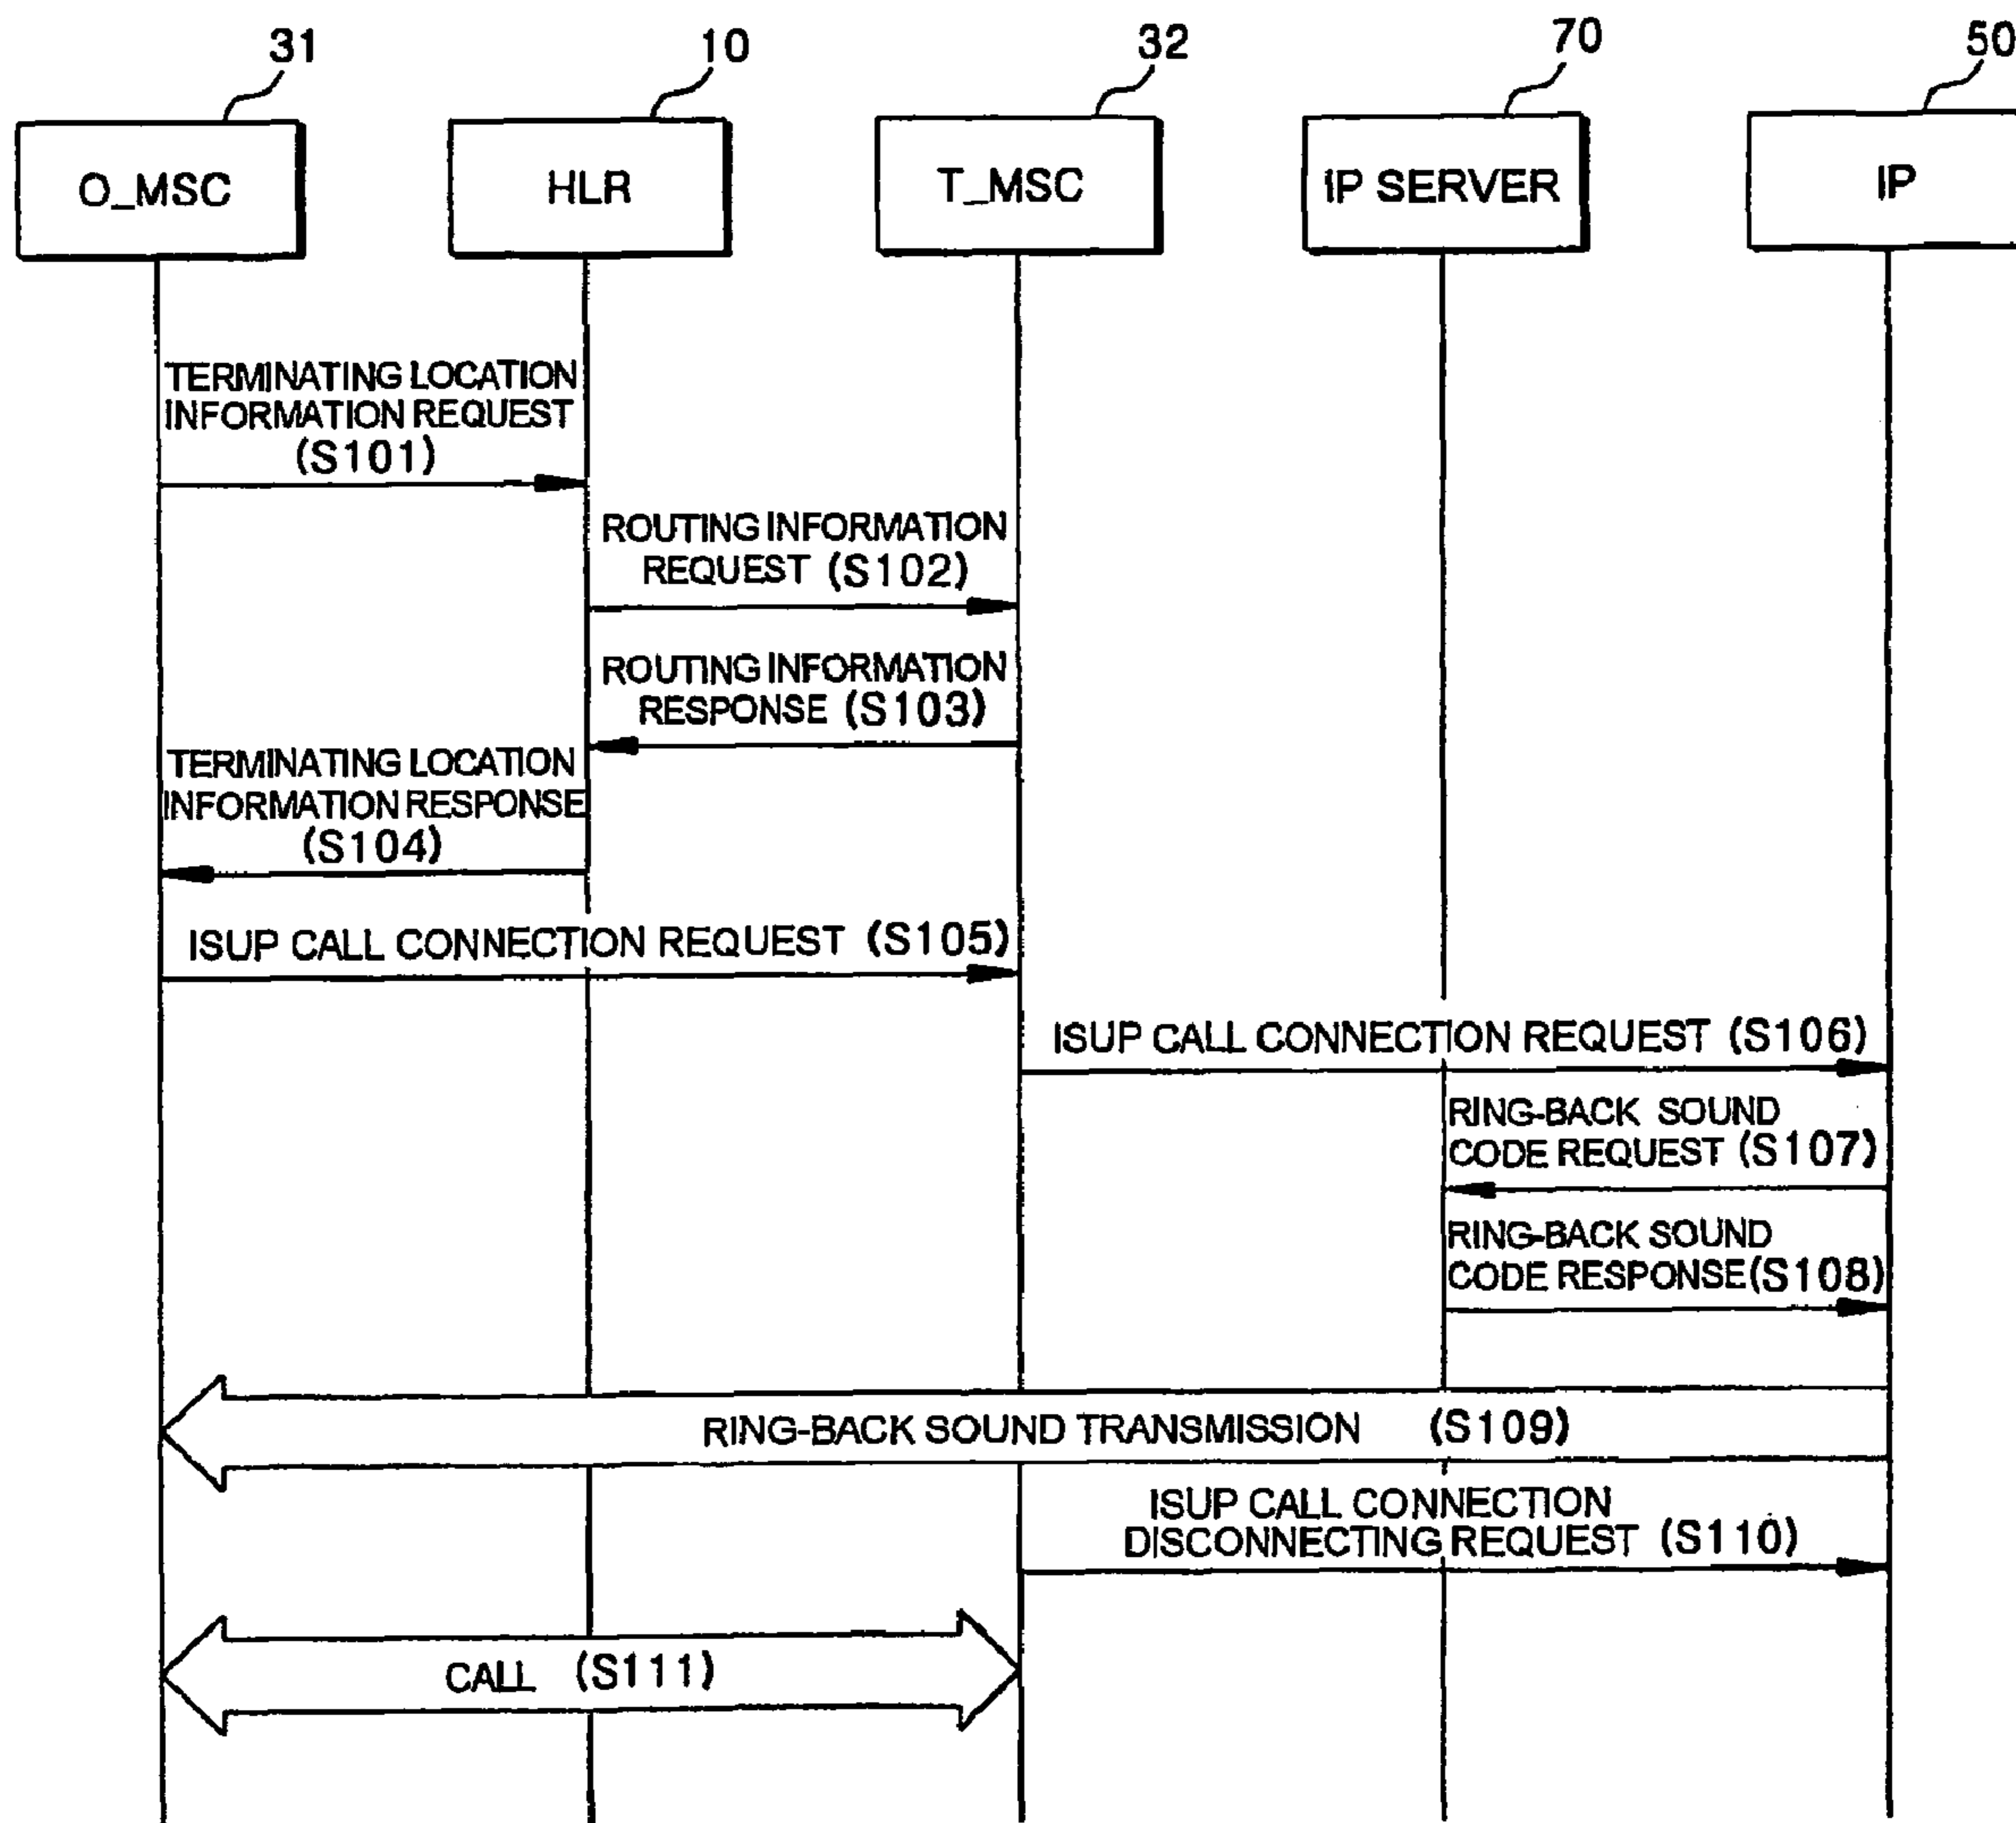 31
10
32
70
50
O_MSC
HLR
T_MSC
IP SERVER
IP
TERMINATING LOCATION
INFORMATION REQUEST
(S101)
ROUTING INFORMATION
REQUEST (S102)
ROUTING INFORMATION
RESPONSE (S103)
TERMINATING LOCATION
INFORMATION RESPONSE
(S104)
ISUP CALL CONNECTION REQUEST (S105)
ISUP CALL CONNECTION REQUEST (S106)
RING-BACK SOUND
CODE REQUEST (S107)
RING-BACK SOUND
CODE RESPONSE(S108)
RING-BACK SOUND TRANSMISSION (S109)
ISUP CALL CONNECTION
DISCONNECTING REQUEST (S110)
CALL (S111)